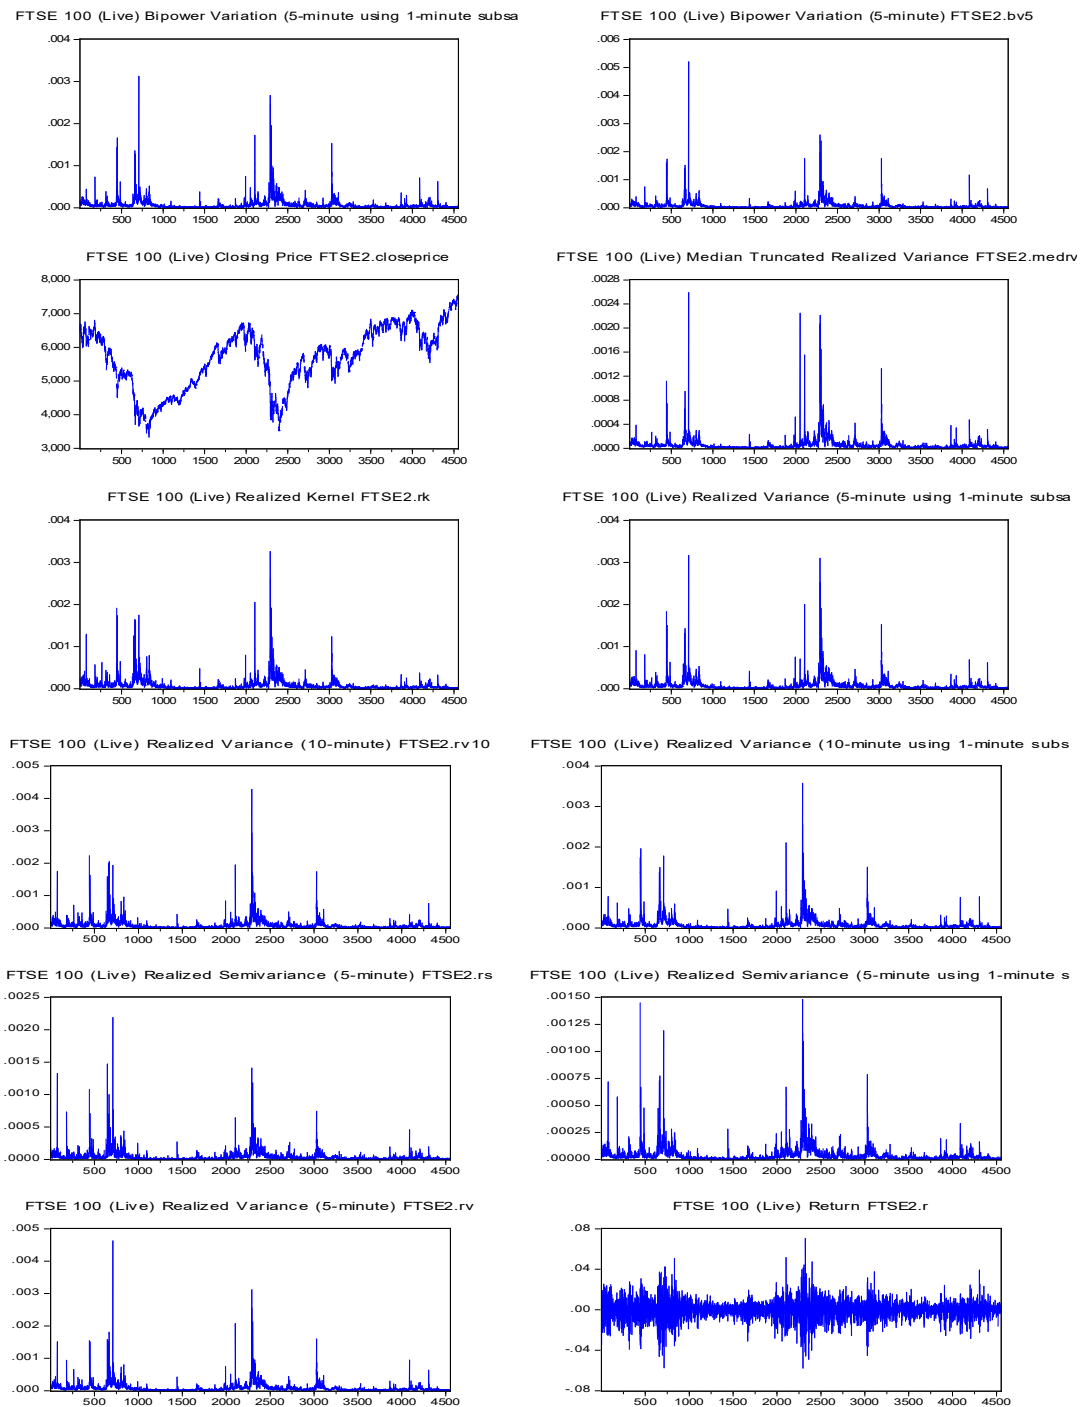 FTSE 100 (Live) Bipower Variation (5-minute using 1-minute subsa
.004
.003
.002
.001
.000
500 1000 1500 2000 2500 3000 3500 4000 4500
FTSE 100 (Live) Bipower Variation (5-minute) FTSE2.bv5
.006
.005
.004
.003
.002
.001
.000
500 1000 1500 2000 2500 3000 3500 4000 4500
FTSE 100 (Live) Closing Price FTSE2.closeprice
8,000
7,000
6,000
5,000
4,000
3,000
500 1000 1500 2000 2500 3000 3500 4000 4500
FTSE 100 (Live) Median Truncated Realized Variance FTSE2.medrv
.0028
.0024
.0020
.0016
.0012
.0008
.0004
.0000
500 1000 1500 2000 2500 3000 3500 4000 4500
FTSE 100 (Live) Realized Kernel FTSE2.rk
.004
.003
.002
.001
.000
500 1000 1500 2000 2500 3000 3500 4000 4500
FTSE 100 (Live) Realized Variance (5-minute using 1-minute subsa
.004
.003
.002
.001
.000
500 1000 1500 2000 2500 3000 3500 4000 4500
FTSE 100 (Live) Realized Variance (10-minute) FTSE2.rv10
.005
.004
.003
.002
.001
.000
500 1000 1500 2000 2500 3000 3500 4000 4500
FTSE 100 (Live) Realized Variance (10-minute using 1-minute subs
.004
.003
.002
.001
.000
500 1000 1500 2000 2500 3000 3500 4000 4500
FTSE 100 (Live) Realized Semivariance (5-minute) FTSE2.rs
.0025
.0020
.0015
.0010
.0005
.0000
500 1000 1500 2000 2500 3000 3500 4000 4500
FTSE 100 (Live) Realized Semivariance (5-minute using 1-minute s
.00150
.00125
.00100
.00075
.00050
.00025
.00000
500 1000 1500 2000 2500 3000 3500 4000 4500
FTSE 100 (Live) Realized Variance (5-minute) FTSE2.rv
.005
.004
.003
.002
.001
.000
500 1000 1500 2000 2500 3000 3500 4000 4500
FTSE 100 (Live) Return FTSE2.r
.08
.04
.00
-.04
-.08
500 1000 1500 2000 2500 3000 3500 4000 4500